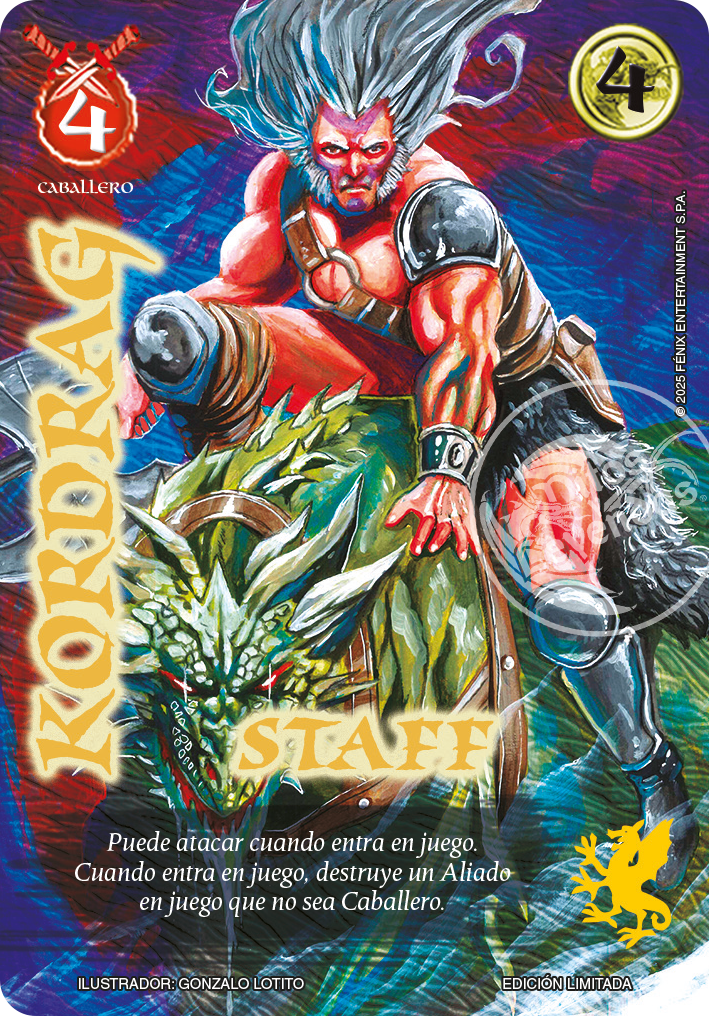 4
4
CABALLERO
KORDRAG
© 2025 FÉNIX ENTERTAINMENT S.P.A.
STAFF
Puede atacar cuando entra en juego.
Cuando entra en juego, destruye un Aliado
en juego que no sea Caballero.
ILUSTRADOR: GONZALO LOTITO
EDICIÓN LIMITADA